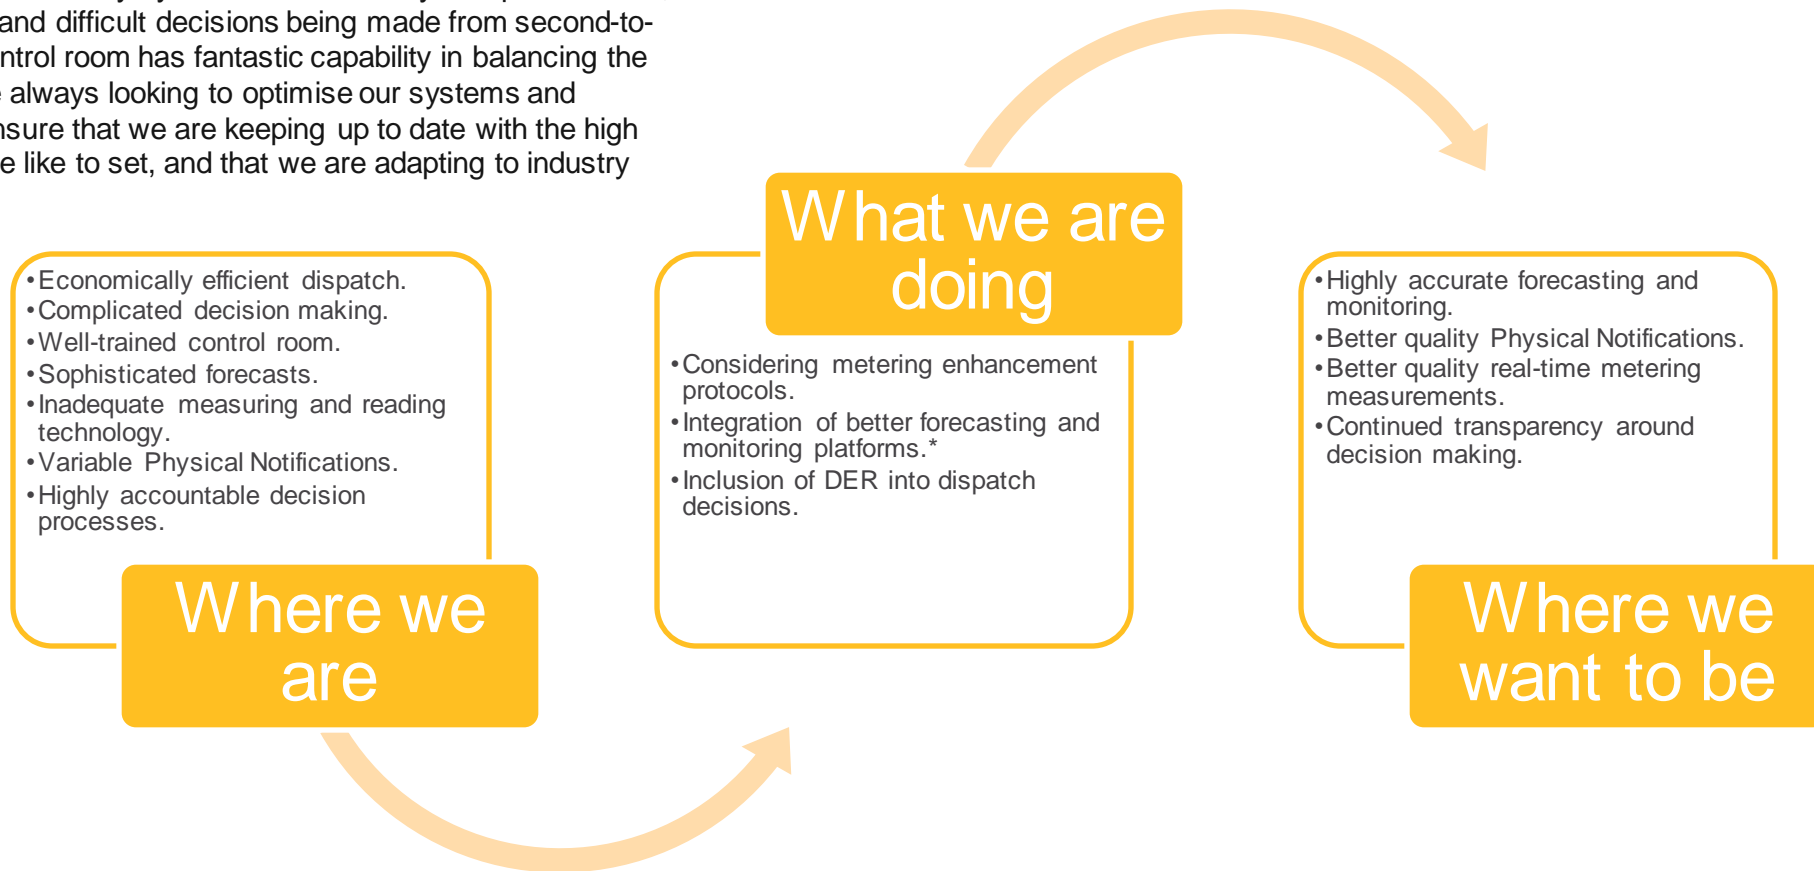 and difficult decisions being made from second-to-
ntrol room has fantastic capability in balancing the
always looking to optimise our systems and
nsure that we are keeping up to date with the high
e like to set, and that we are adapting to industry
What we are
doing
•Economically efficient dispatch.
•Complicated decision making.
•Well-trained control room.
•Sophisticated forecasts.
•Inadequate measuring and reading
technology.
•Variable Physical Notifications.
•Highly accountable decision
processes.
Where we
are
•Considering metering enhancement
protocols.
•Integration of better forecasting and
monitoring platforms.*
•Inclusion of DER into dispatch
decisions.
•Highly accurate forecasting and
monitoring.
•Better quality Physical Notifications.
•Better quality real-time metering
measurements.
•Continued transparency around
decision making.
Where we
want to be